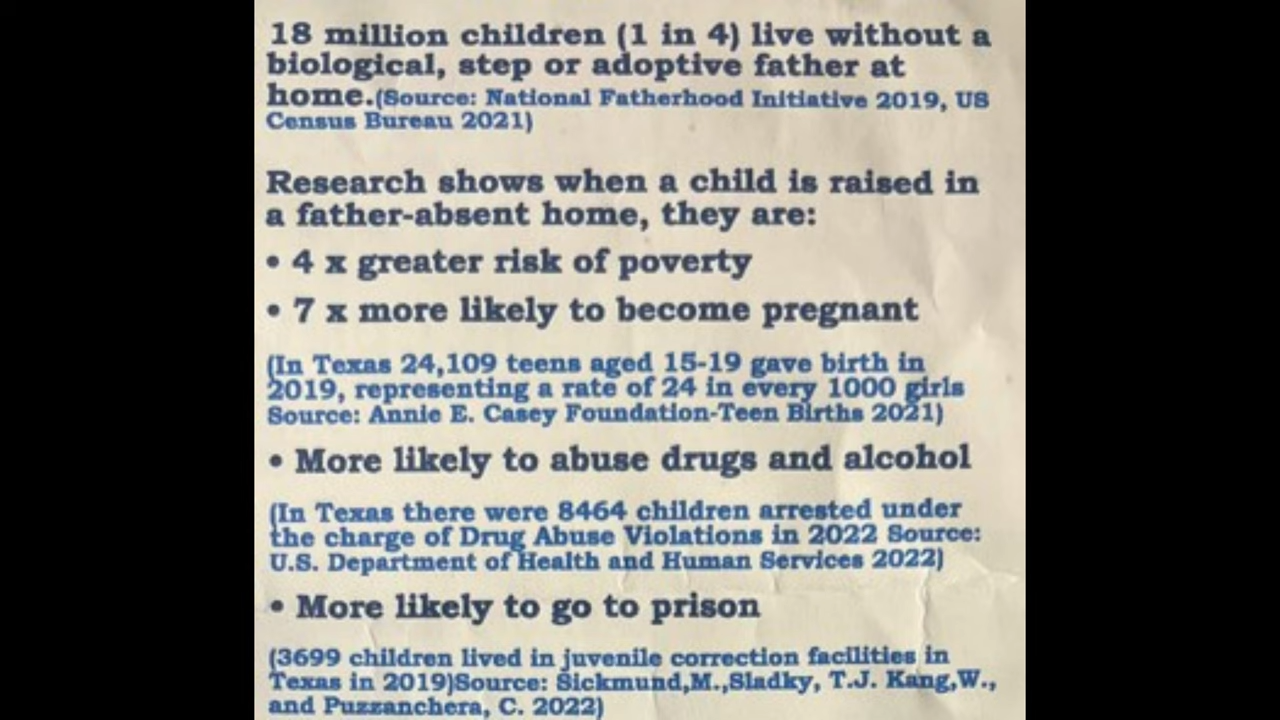 18 million children (1 in 4) live without a
biological, step or adoptive father at
home.(Source: National Fatherhood Initiative 2019, US
Census Bureau 2021)
Research shows when a child is raised in
a father-absent home, they are:
• 4 x greater risk of poverty
• 7 x more likely to become pregnant
(In Texas 24,109 teens aged 15-19 gave birth in
2019, representing a rate of 24 in every 1000 girls
Source: Annie E. Casey Foundation-Teen Births 2021)
• More likely to abuse drugs and alcohol
(In Texas there were 8464 children arrested under
the charge of Drug Abuse Violations in 2022 Source:
U.S. Department of Health and Human Services 2022)
• More likely to go to prison
(3699 children lived in juvenile correction facilities in
Texas in 2019)Source: Sickmund,M.,Sladky, T.J. Kang,W.,
and Puzzanchera, C. 2022)